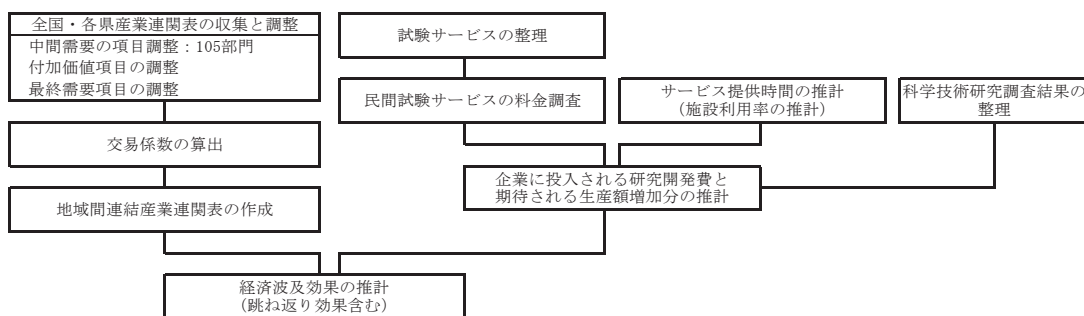 全国・各県産業連関表の収集と調整
中間需要の項目調整：105部門
付加価値項目の調整
最終需要項目の調整
交易係数の算出
地域間連結産業連関表の作成
試験サービスの整理
民間試験サービスの料金調査
サービス提供時間の推計
(施設利用率の推計)
科学技術研究調査結果の
整理
企業に投入される研究開発費と
期待される生産額増加分の推計
経済波及効果の推計
(跳ね返り効果含む)